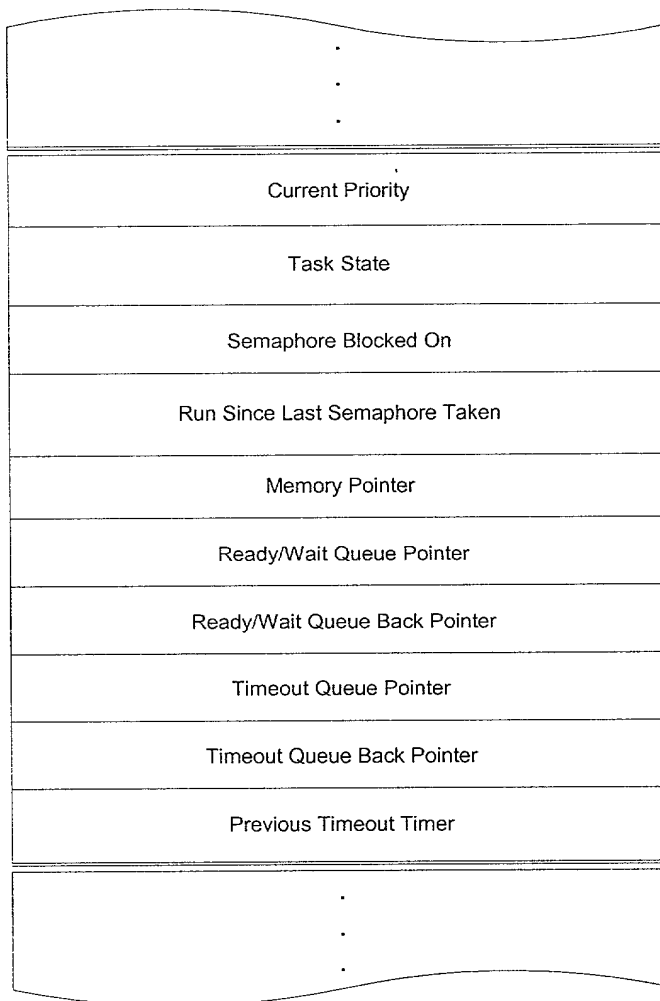 Current Priority
Task State
Semaphore Blocked On
Run Since Last Semaphore Taken
Memory Pointer
Ready/Wait Queue Pointer
Ready/Wait Queue Back Pointer
Timeout Queue Pointer
Timeout Queue Back Pointer
Previous Timeout Timer